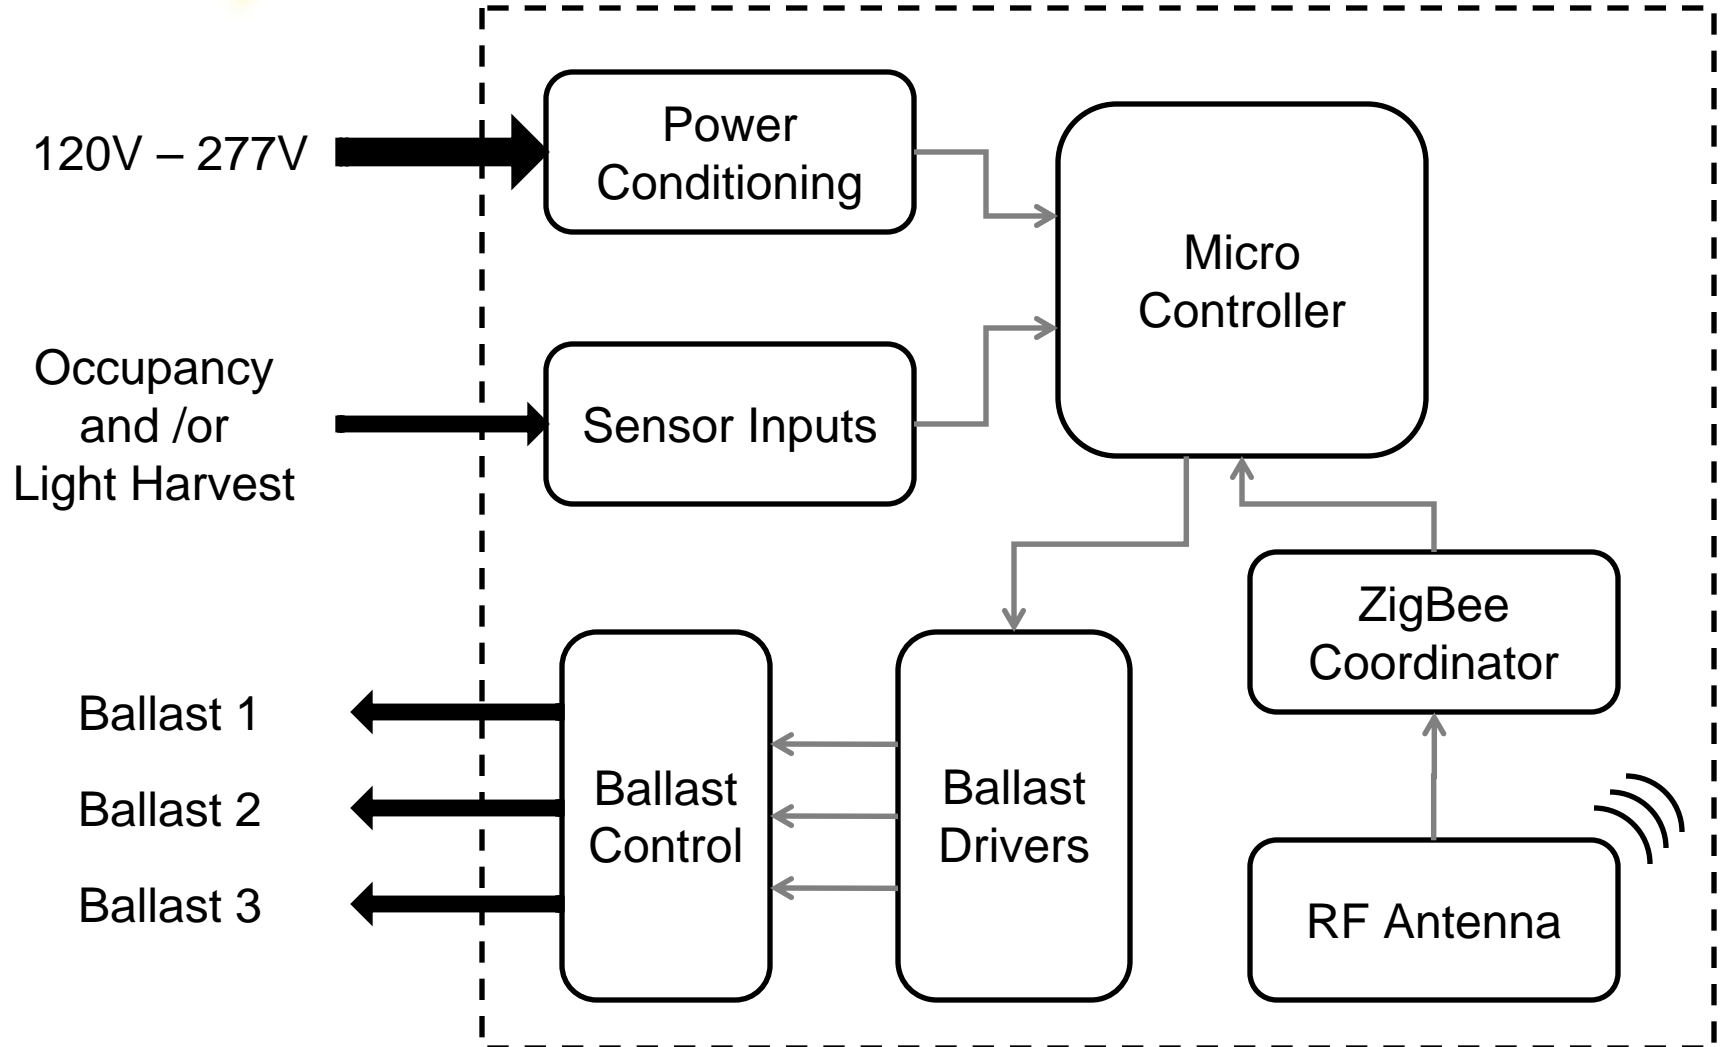 120V – 277V
Power
Conditioning
Micro
Controller
Occupancy
and /or
Light Harvest
Sensor Inputs
ZigBee
Coordinator
Ballast 1
Ballast 2
Ballast 3
Ballast
Control
Ballast
Drivers
RF Antenna